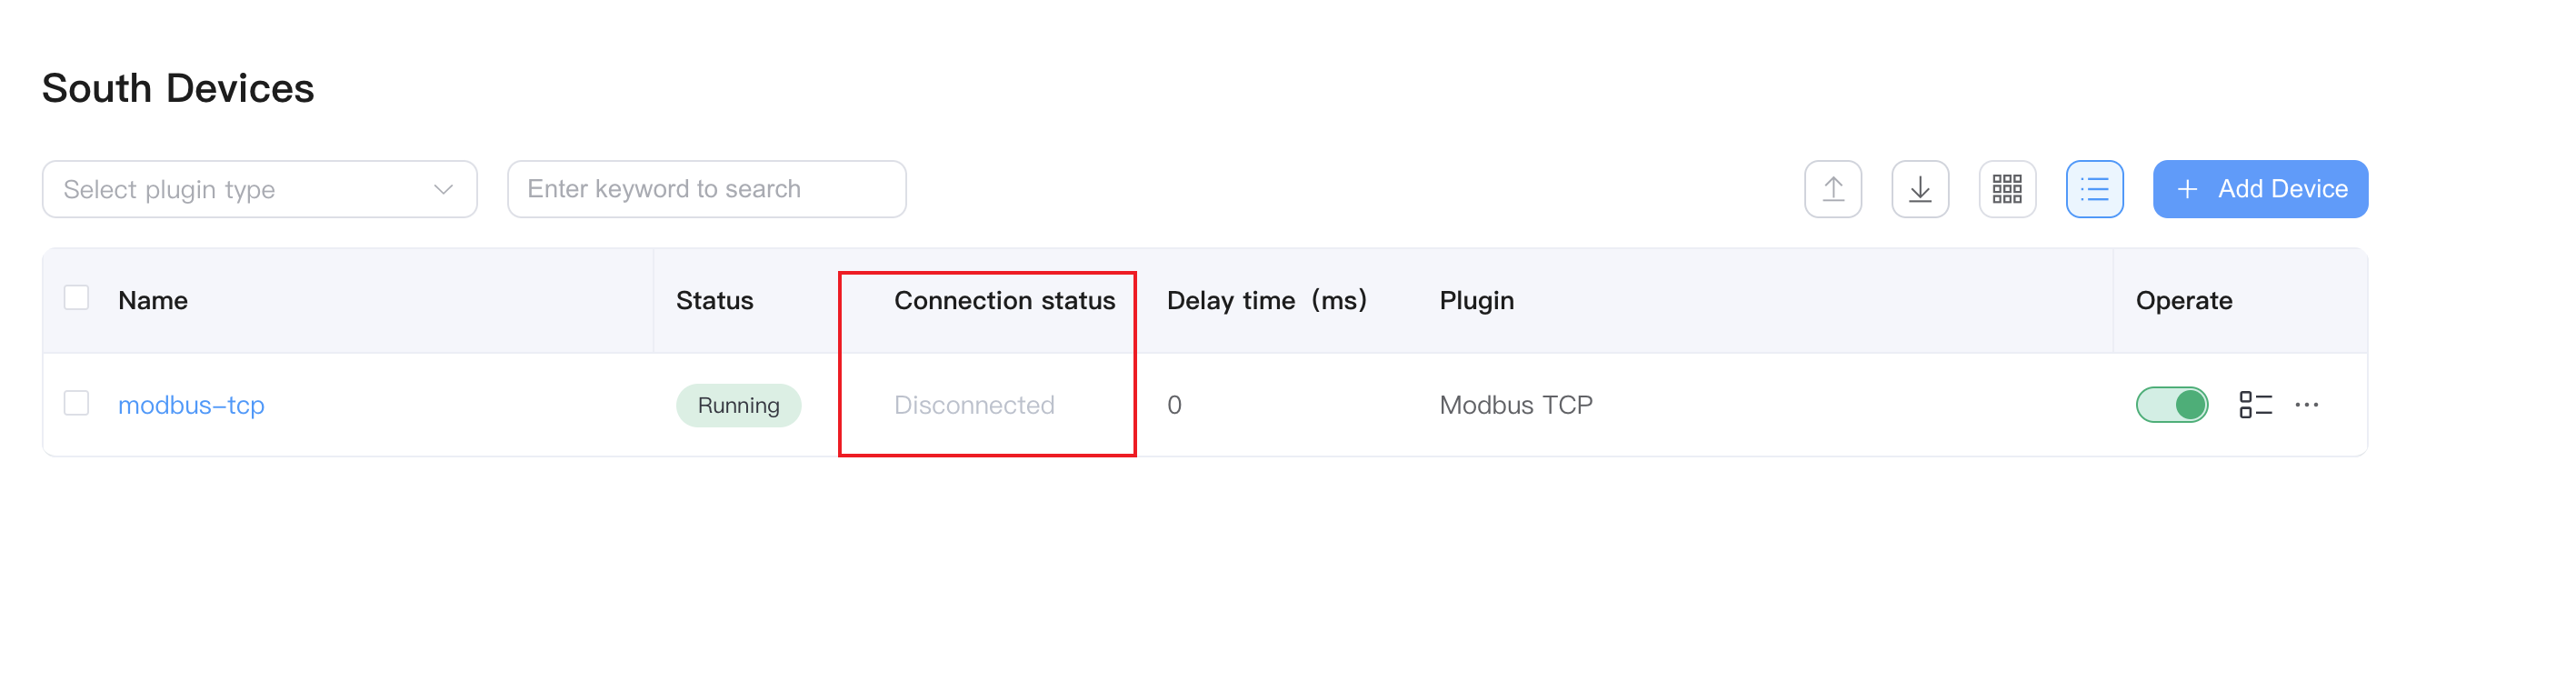 South Devices
Select plugin type
Enter keyword to search
Add Device
Name Status Connection status Delay time（ms） Plugin Operate
modbus-tcp Running Disconnected 0 Modbus TCP